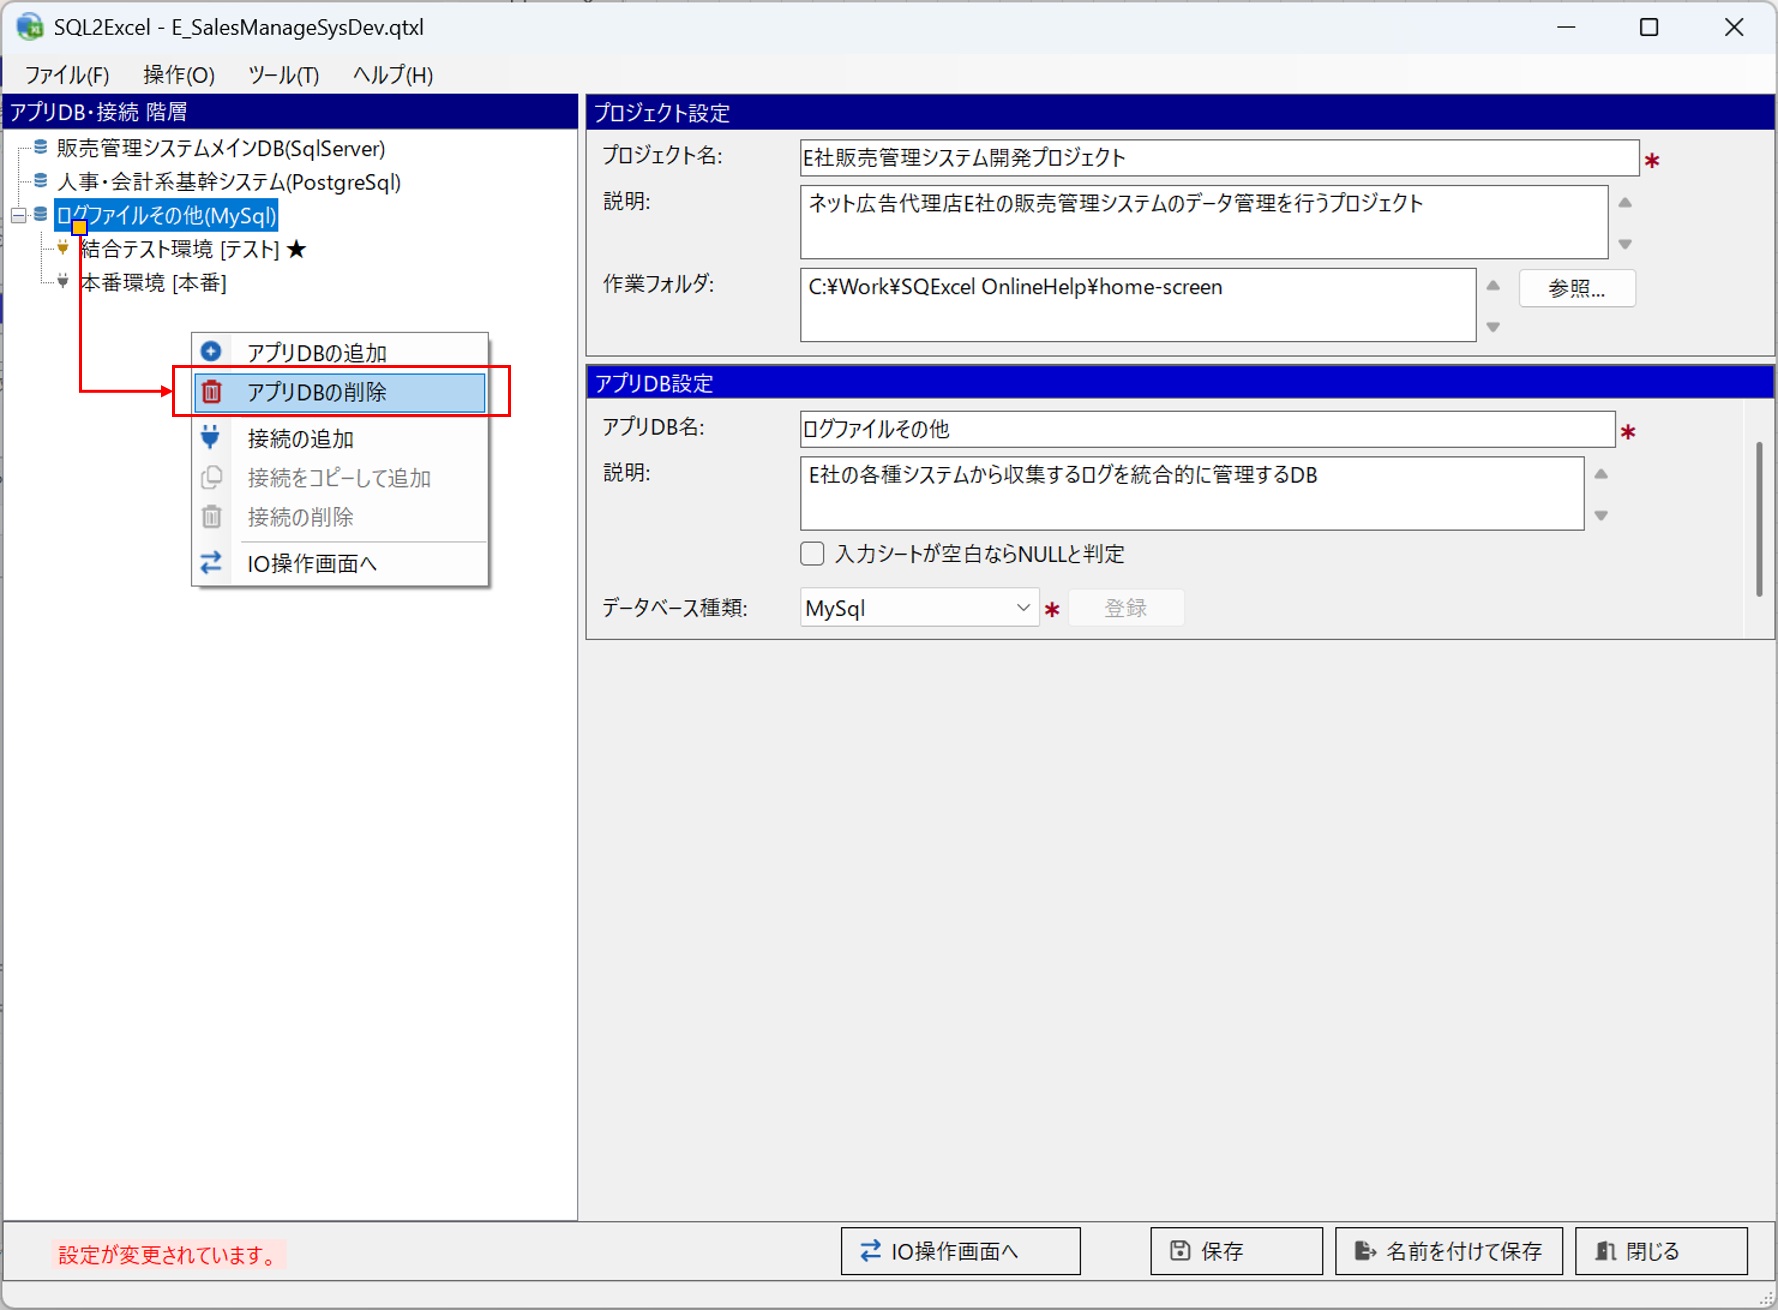 SQL2Excel - E_SalesManageSysDev.qtxl
ファイル(F) 操作(O) ツール(T) ヘルプ(H)
アプリDB・接続 階層
販売管理システムメインDB(SqlServer)
人事・会計系基幹システム(PostgreSql)
ログファイルその他(MySql)
結合テスト環境 [テスト] ★
本番環境 [本番]
アプリDBの追加
アプリDBの削除
接続の追加
接続をコピーして追加
接続の削除
IO操作画面へ
プロジェクト設定
プロジェクト名: E社販売管理システム開発プロジェクト *
説明: ネット広告代理店E社の販売管理システムのデータ管理を行うプロジェクト
作業フォルダ: C:¥Work¥SQExcel OnlineHelp¥home-screen 参照...
アプリDB設定
アプリDB名: ログファイルその他 *
説明: E社の各種システムから収集するログを統合的に管理するDB
入力シートが空白ならNULLと判定
データベース種類: MySql * 登録
設定が変更されています。 IO操作画面へ 保存 名前を付けて保存 閉じる